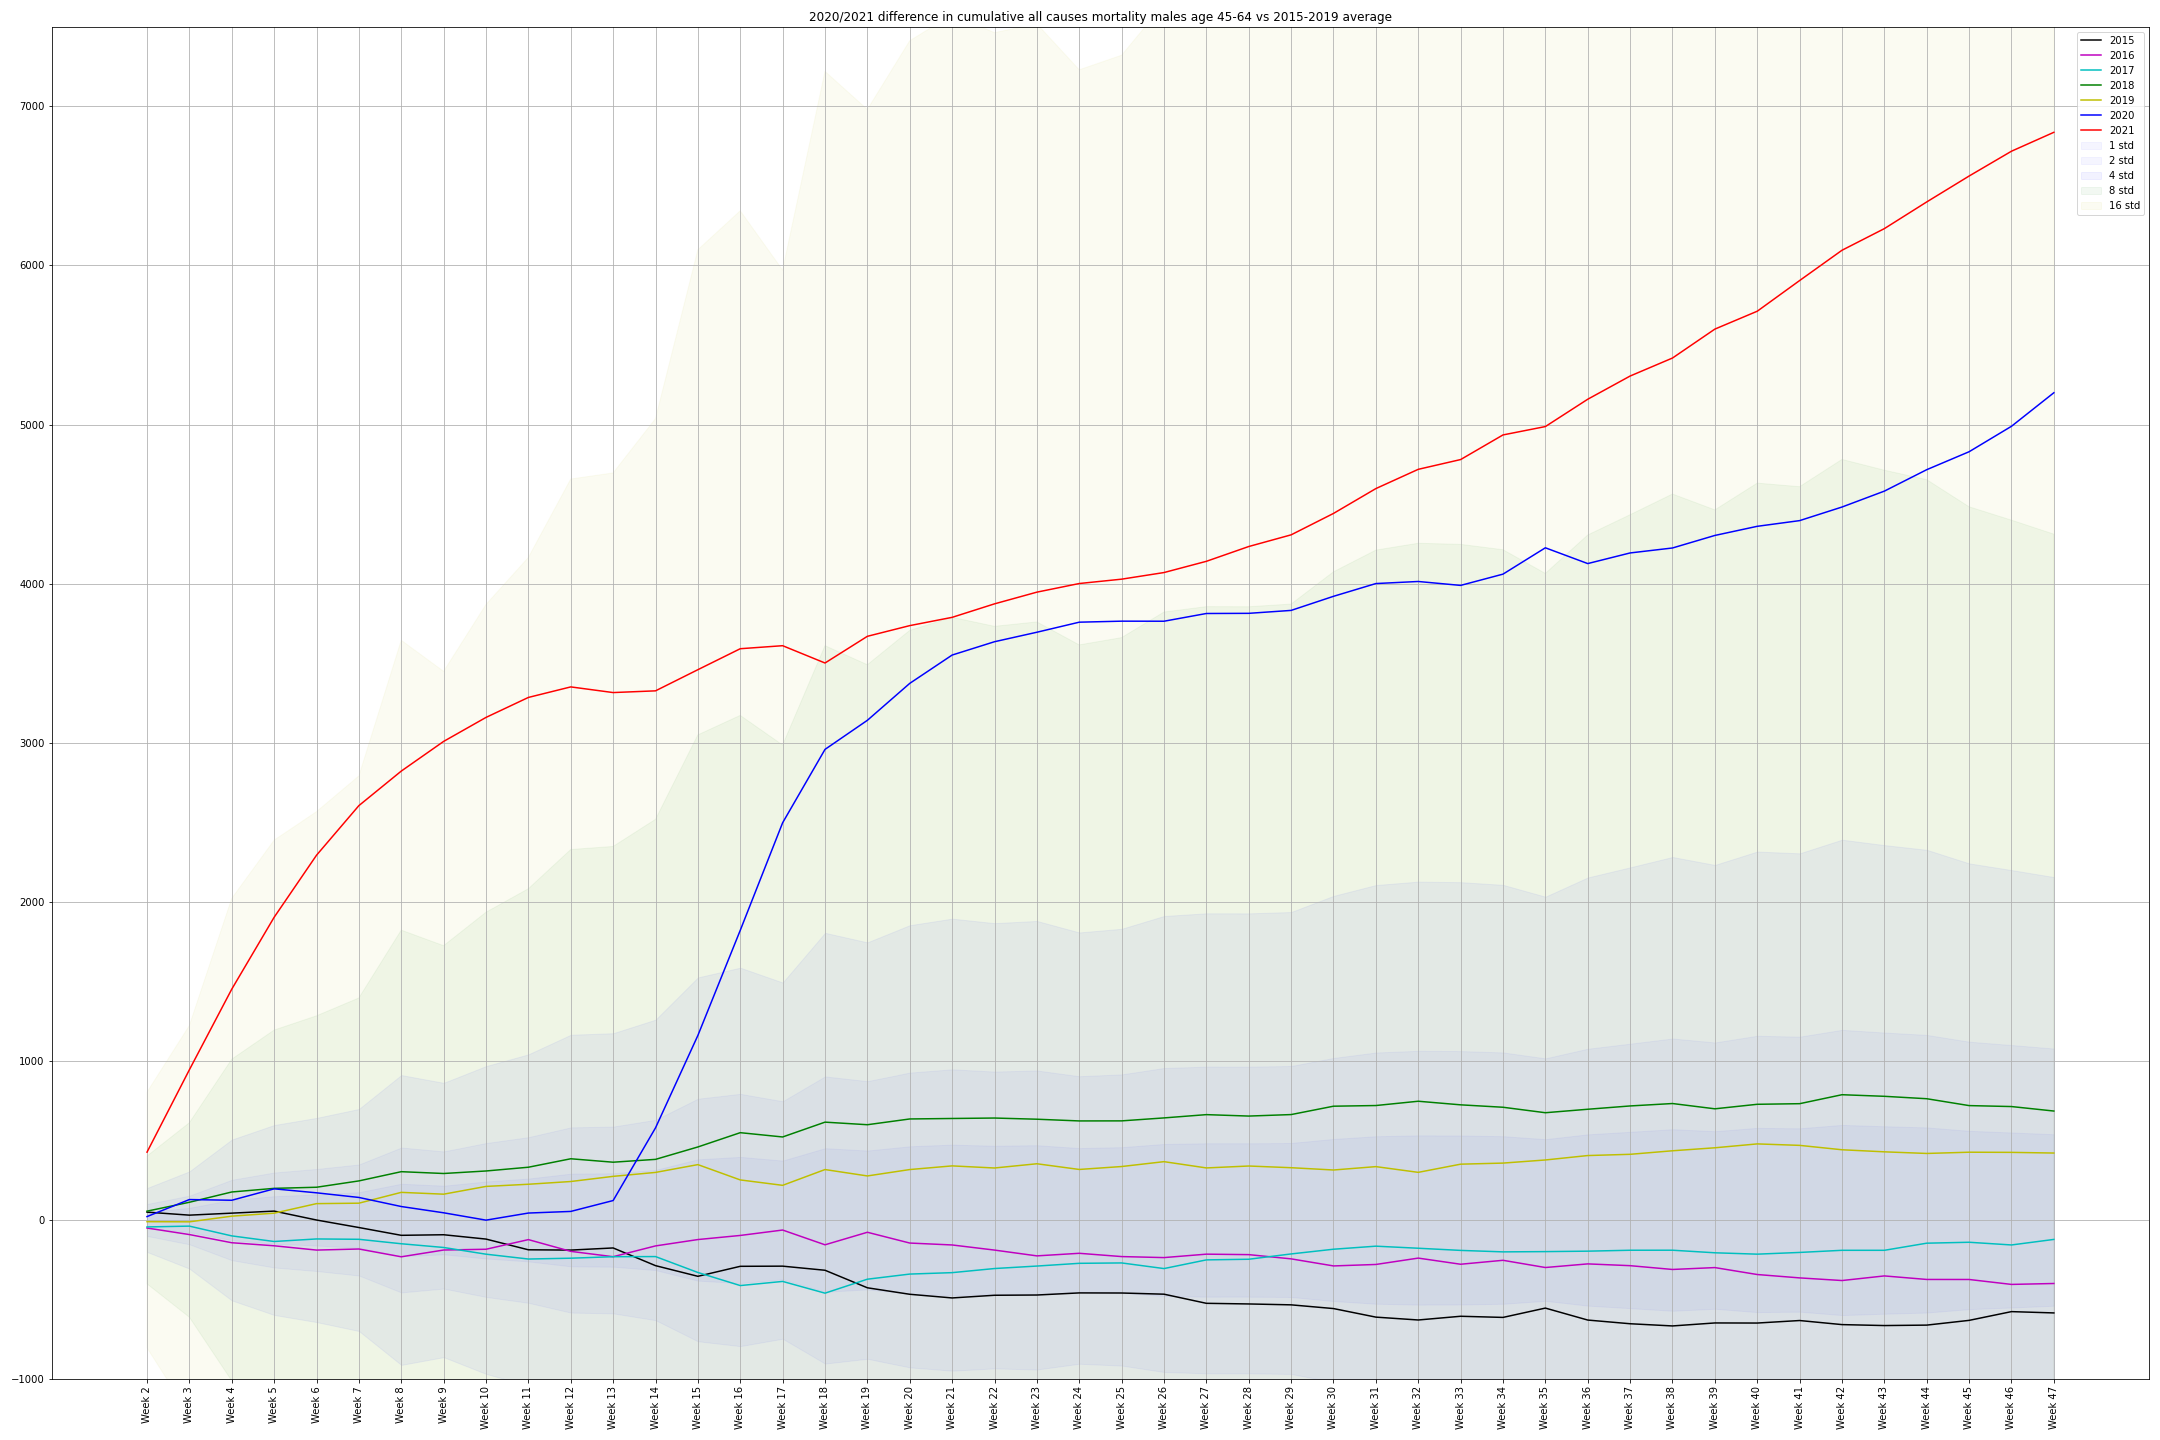 2020/2021 difference in cumulative all causes mortality males age 45-64 vs 2015-2019 average
2015
2016
2017
2018
2019
2020
2021
1 std
2 std
4 std
8 std
16 std
7000
6000
5000
4000
3000
2000
1000
0
−1000
Week 2
Week 3
Week 4
Week 5
Week 6
Week 7
Week 8
Week 9
Week 10
Week 11
Week 12
Week 13
Week 14
Week 15
Week 16
Week 17
Week 18
Week 19
Week 20
Week 21
Week 22
Week 23
Week 24
Week 25
Week 26
Week 27
Week 28
Week 29
Week 30
Week 31
Week 32
Week 33
Week 34
Week 35
Week 36
Week 37
Week 38
Week 39
Week 40
Week 41
Week 42
Week 43
Week 44
Week 45
Week 46
Week 47